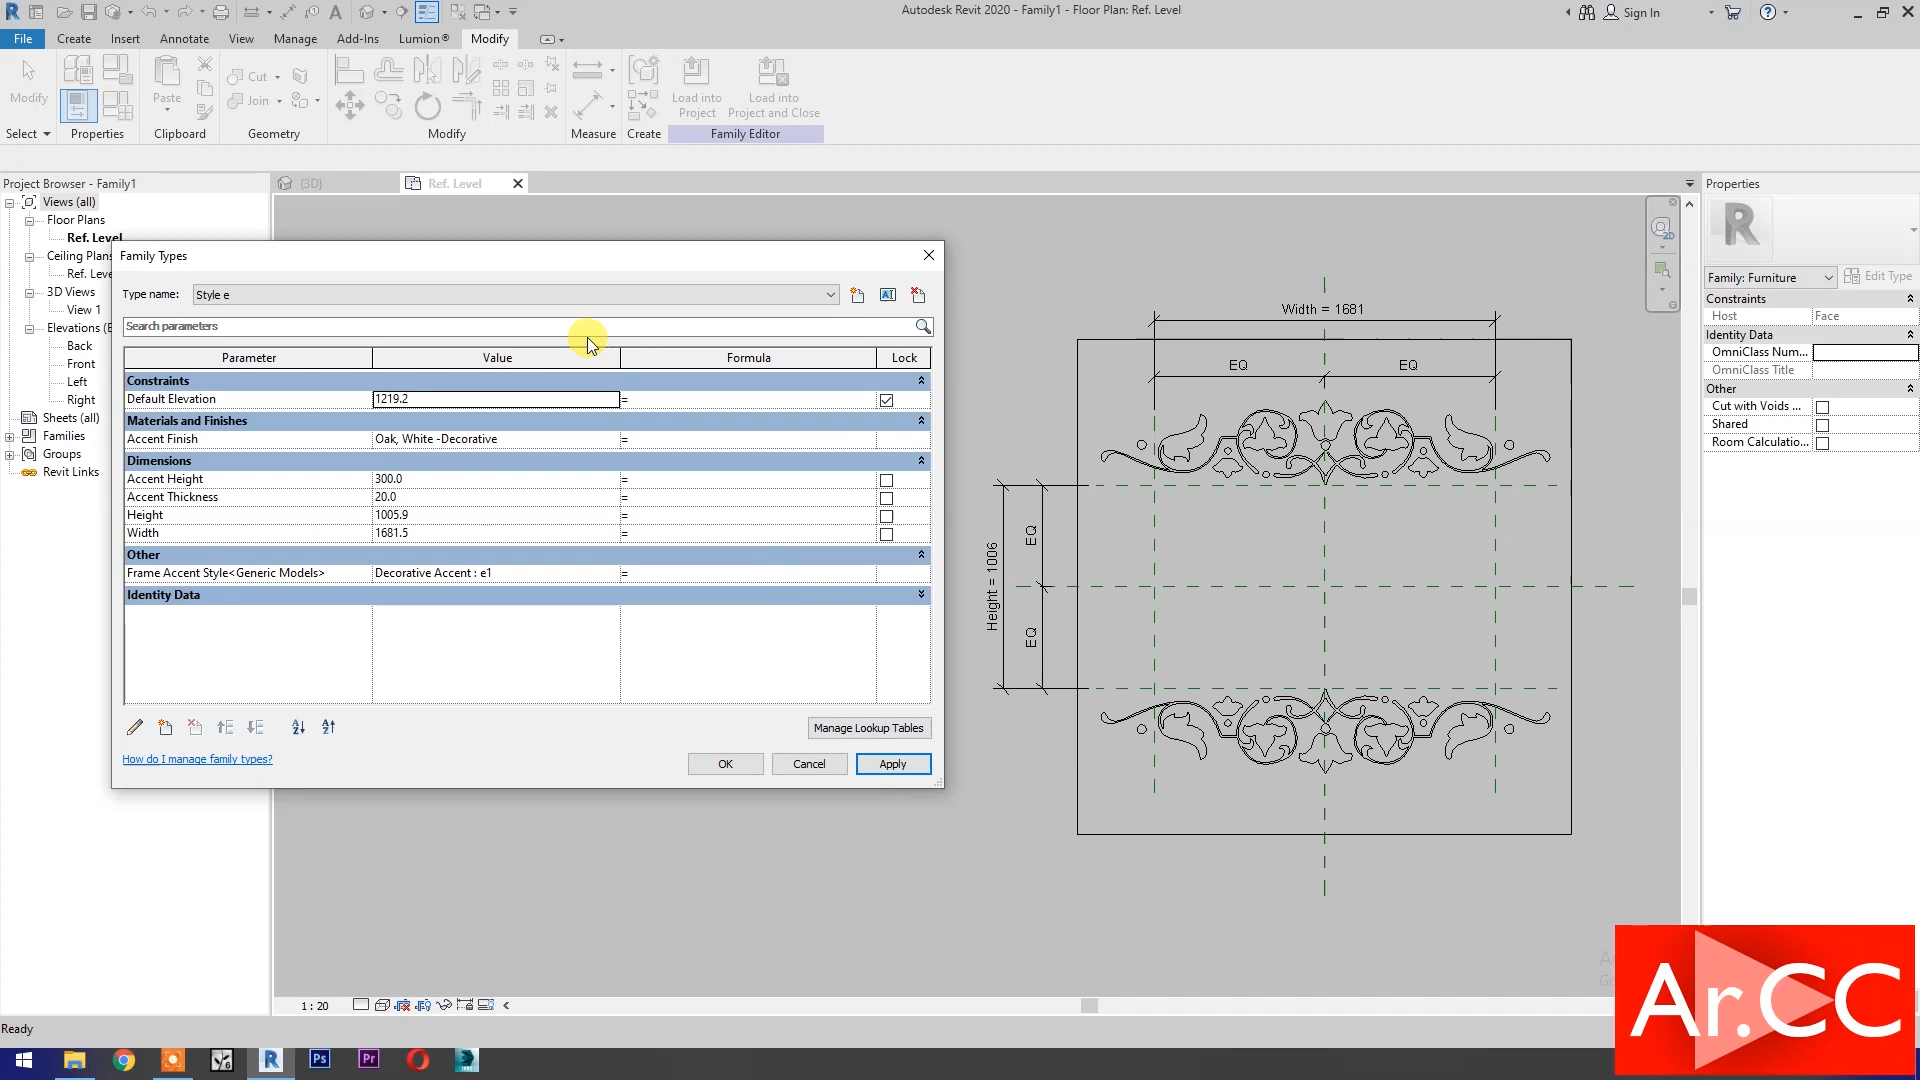 Autodesk Revit 2020 - Family1 - Floor Plan: Ref. Level
Sign In
File Create Insert Annotate View Manage Add-Ins Lumion® Modify
Modify
Paste
Cut
Join
Load into Project
Load into Project and Close
Select Properties Clipboard Geometry Modify Measure Create Family Editor
Project Browser - Family1
Views (all)
Floor Plans
Ref. Level
Ceiling Plans
Ref. Leve
3D Views
View 1
Elevations (E
Back
Front
Left
Right
Sheets (all)
Families
Groups
Revit Links
{3D}
Ref. Level
Family Types
Type name: Style e
Search parameters
Parameter Value Formula Lock
Constraints
Default Elevation 1219.2 =
Materials and Finishes
Accent Finish Oak, White -Decorative =
Dimensions
Accent Height 300.0 =
Accent Thickness 20.0 =
Height 1005.9 =
Width 1681.5 =
Other
Frame Accent Style<Generic Models> Decorative Accent : e1 =
Identity Data
Manage Lookup Tables
How do I manage family types?
OK Cancel Apply
Width = 1681
EQ EQ
Height = 1006
EQ
EQ
2D
Properties
R
Family: Furniture Edit Type
Constraints
Host Face
Identity Data
OmniClass Num...
OmniClass Title
Other
Cut with Voids ...
Shared
Room Calculatio...
1 : 20
Ready
Ar.CC